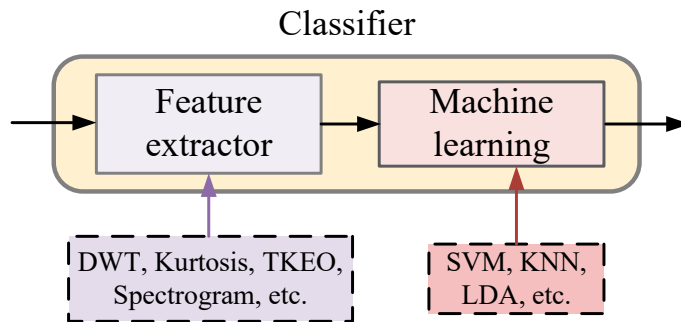 Classifier
Feature
extractor
Machine
learning
DWT, Kurtosis, TKEO,
Spectrogram, etc.
SVM, KNN,
LDA, etc.